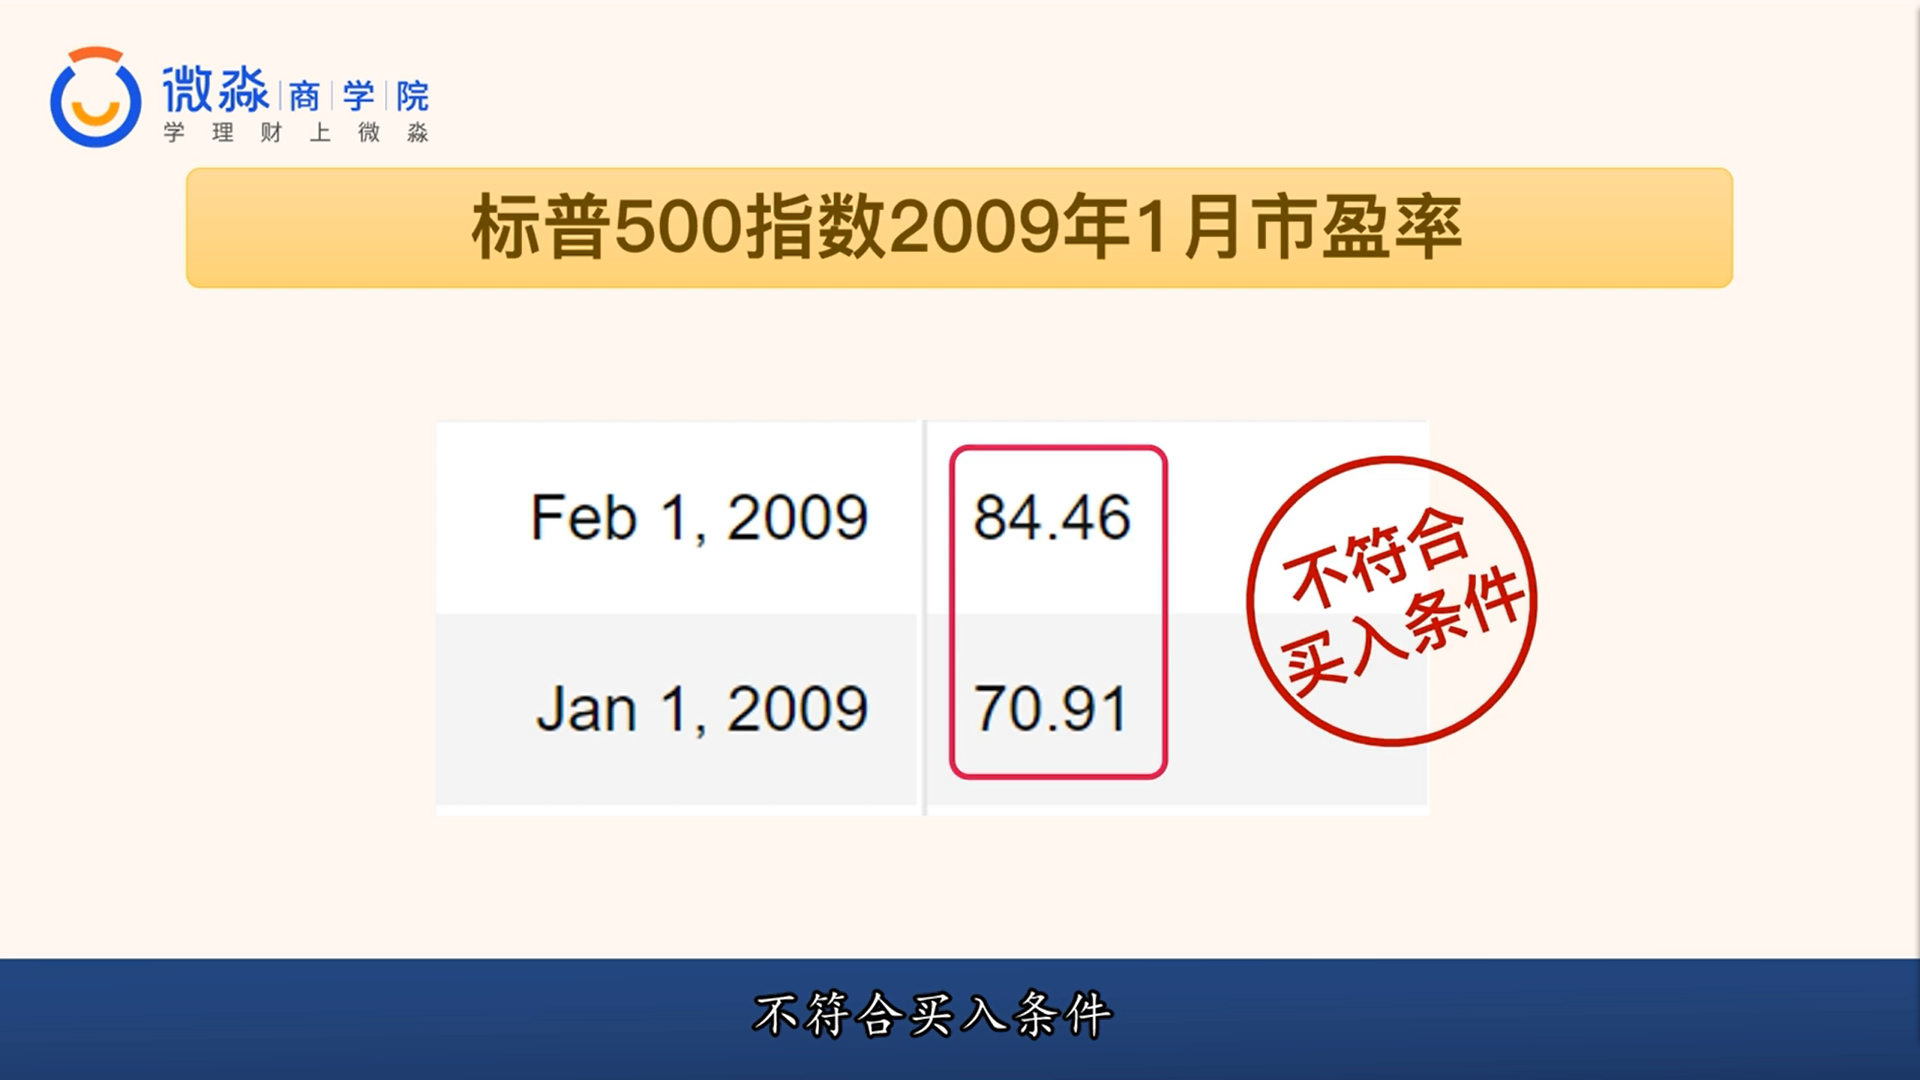 微淼商学院
学理财上微淼
标普500指数2009年1月市盈率
Feb 1, 2009 84.46
Jan 1, 2009 70.91
不符合
买入条件
不符合买入条件